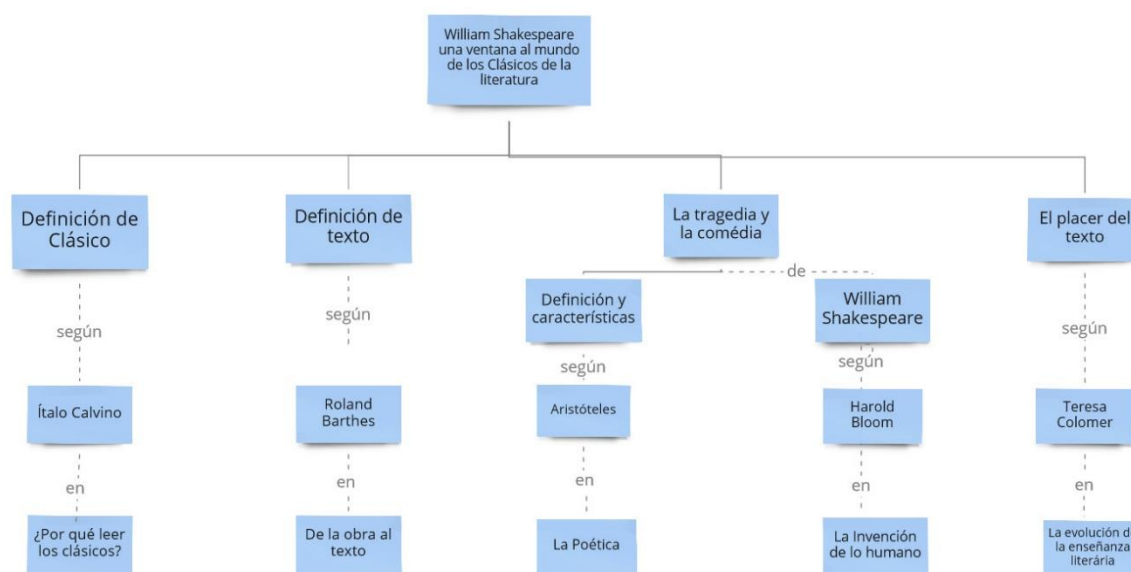 William Shakespeare
una ventana al mundo
de los Clásicos de la
literatura
Definición de
Clásico
Definición de
texto
La tragedia y
la comédia
El placer del
texto
de
Definición y
características
William
Shakespeare
según
según
según
según
según
Ítalo Calvino
Roland
Barthes
Aristóteles
Harold
Bloom
Teresa
Colomer
en
en
en
en
en
¿Por qué leer
los clásicos?
De la obra al
texto
La Poética
La Invención
de lo humano
La evolución de
la enseñanza
literária